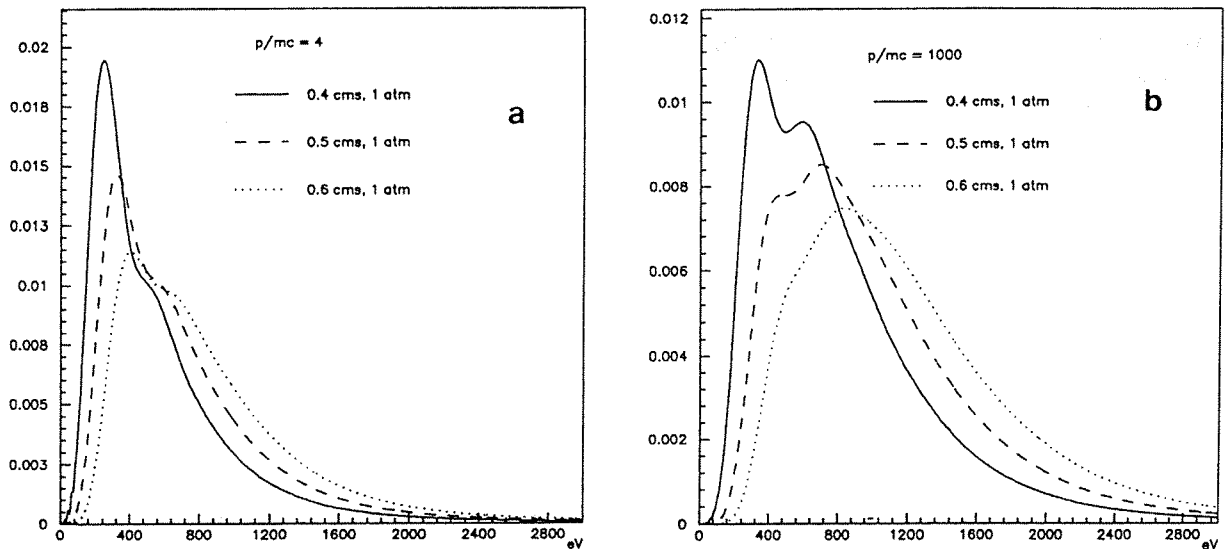 0.02
0.018
0.015
0.013
0.01
0.008
0.005
0.003
0
p/mc = 4
0.4 cms, 1 atm
0.5 cms, 1 atm
0.6 cms, 1 atm
a
0 400 800 1200 1600 2000 2400 2800
eV
0.012
0.01
0.008
0.006
0.004
0.002
0
p/mc = 1000
0.4 cms, 1 atm
0.5 cms, 1 atm
0.6 cms, 1 atm
b
0 400 800 1200 1600 2000 2400 2800
eV